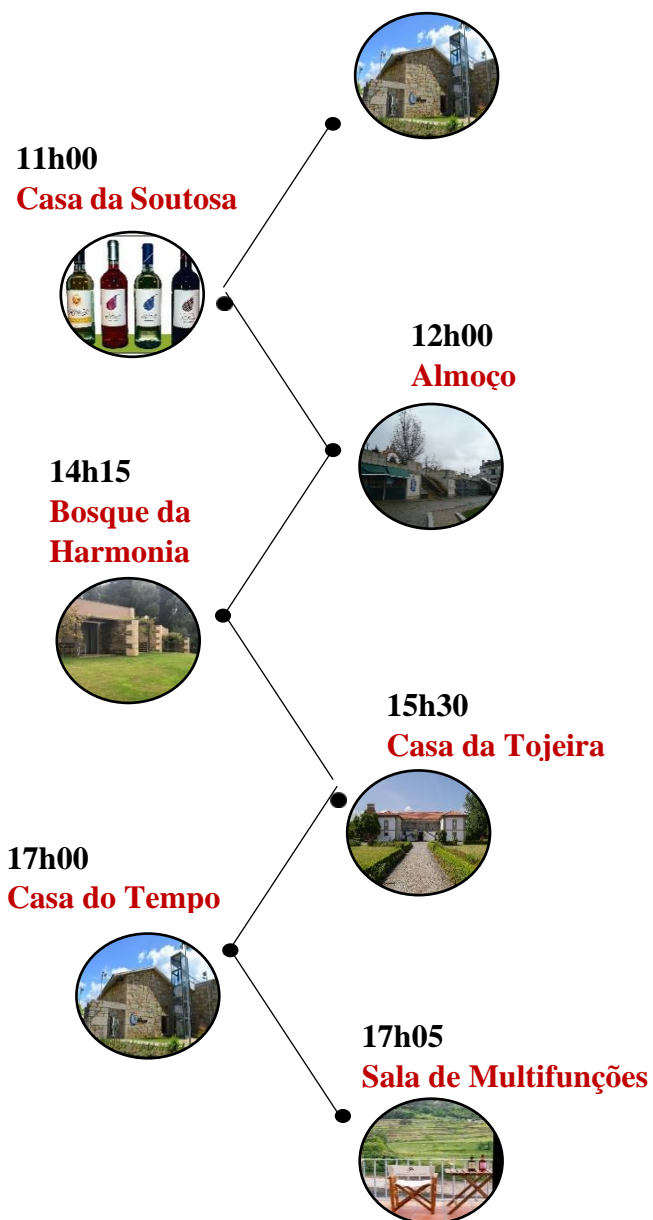 11h00
Casa da Soutosa
12h00
Almoço
14h15
Bosque da
Harmonia
15h30
Casa da Tojeira
17h00
Casa do Tempo
17h05
Sala de Multifunções